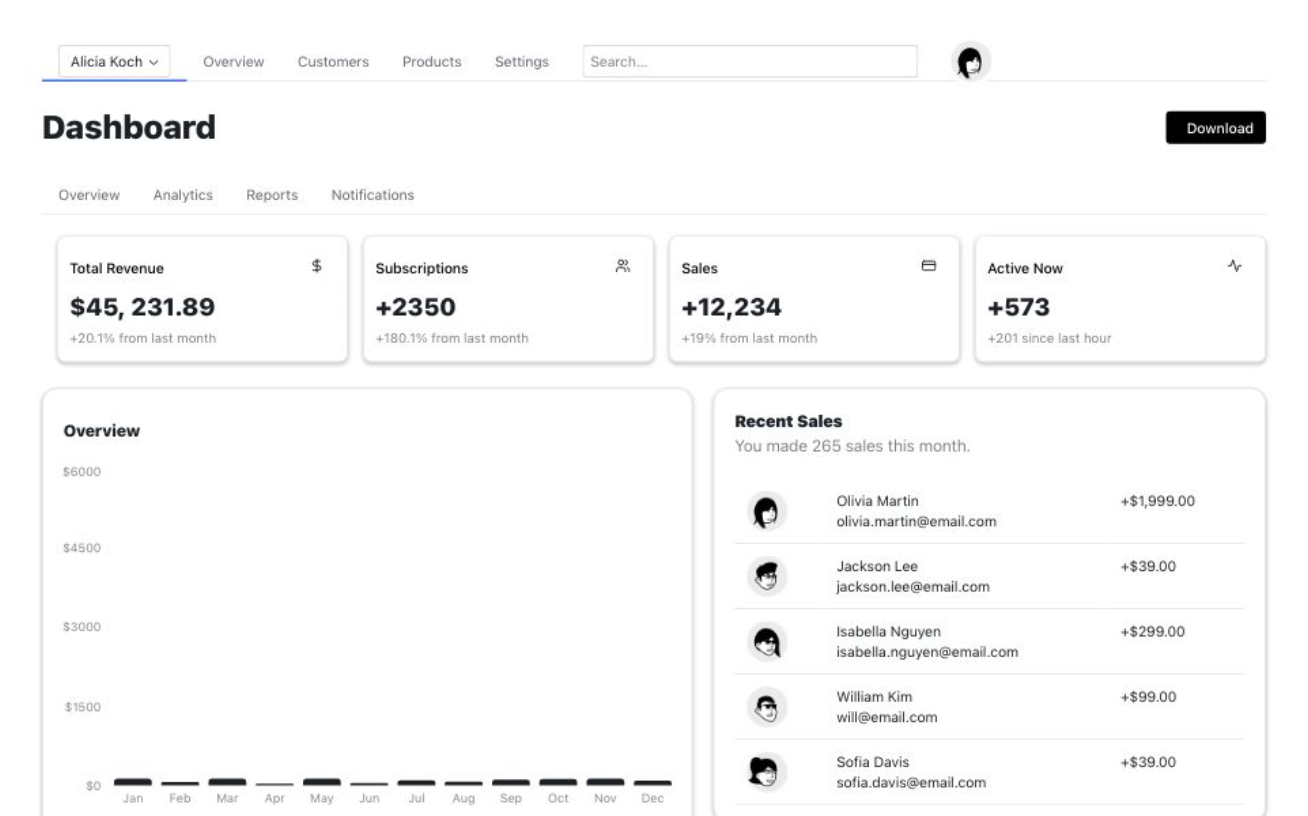 Alicia Koch Overview Customers Products Settings Search...
Dashboard
Download
Overview Analytics Reports Notifications
Total Revenue
$45, 231.89
+20.1% from last month
Subscriptions
+2350
+180.1% from last month
Sales
+12,234
+19% from last month
Active Now
+573
+201 since last hour
Overview
$6000
$4500
$3000
$1500
$0
Jan Feb Mar Apr May Jun Jul Aug Sep Oct Nov Dec
Recent Sales
You made 265 sales this month.
Olivia Martin +$1,999.00
olivia.martin@email.com
Jackson Lee +$39.00
jackson.lee@email.com
Isabella Nguyen +$299.00
isabella.nguyen@email.com
William Kim +$99.00
will@email.com
Sofia Davis +$39.00
sofia.davis@email.com